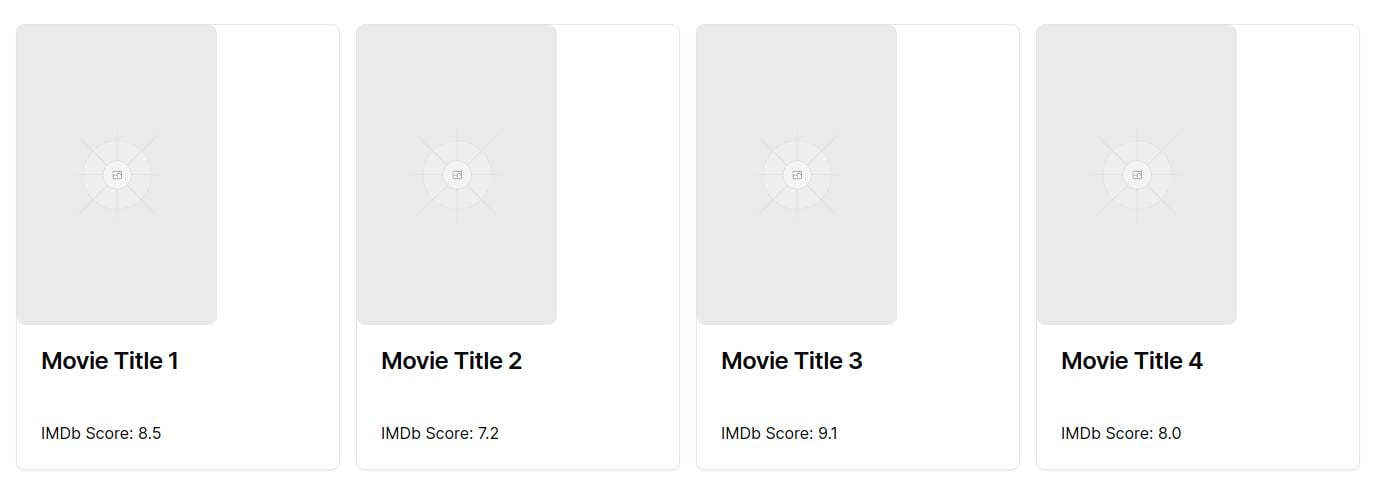 Movie Title 1
Movie Title 2
Movie Title 3
Movie Title 4
IMDb Score: 8.5
IMDb Score: 7.2
IMDb Score: 9.1
IMDb Score: 8.0